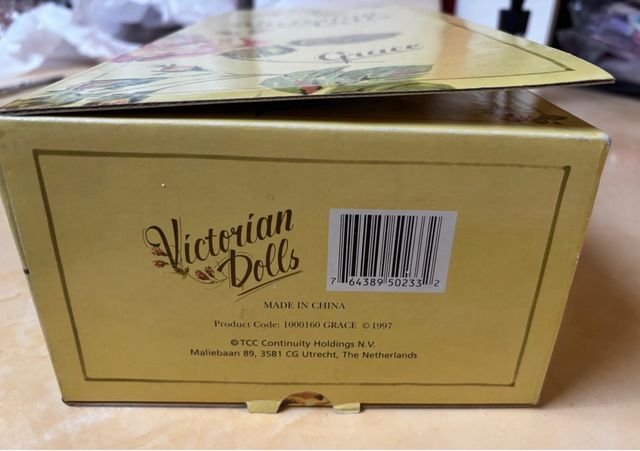 Grace
Victorian
Dolls
7 64389 50233 2
MADE IN CHINA
Product Code: 1000160 GRACE © 1997
© TCC Continuity Holdings N.V.
Maliebaan 89, 3581 CG Utrecht, The Netherlands